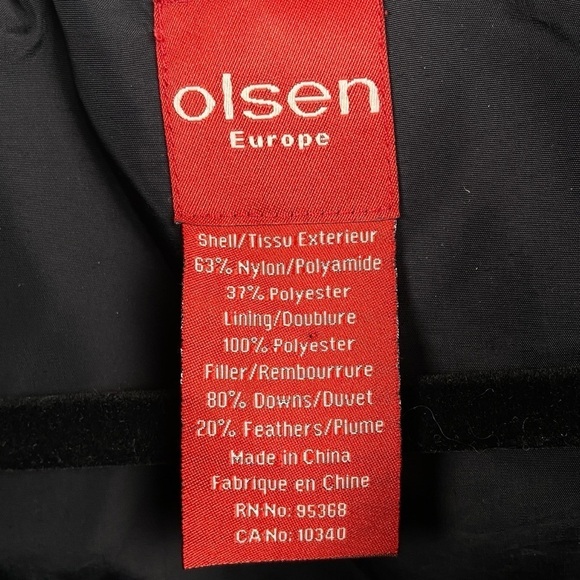 olsen
Europe
Shell/Tissu Exterieur
63% Nylon/Polyamide
37% Polyester
Lining/Doublure
100% Polyester
Filler/Rembourrure
80% Downs/Duvet
20% Feathers/Plume
Made in China
Fabrique en Chine
RN No: 95368
CA No: 10340